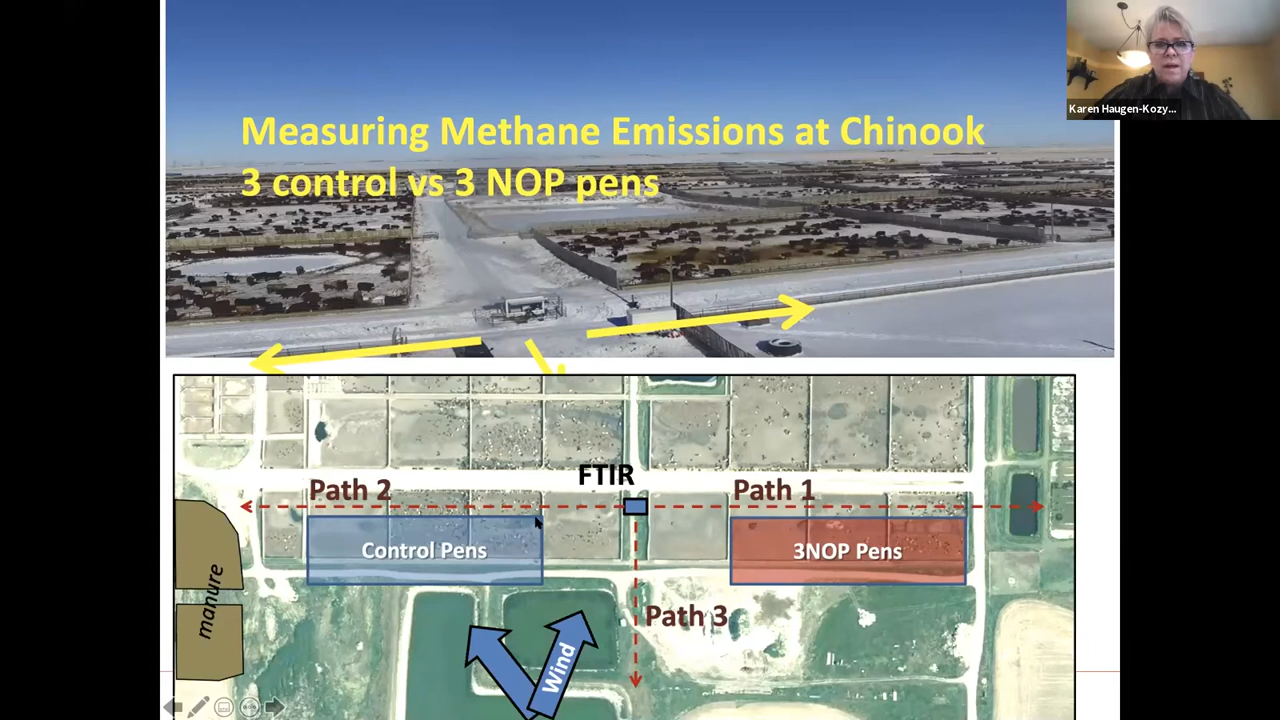 Measuring Methane Emissions at Chinook
3 control vs 3 NOP pens
Karen Haugen-Kozy...
FTIR
Path 2
Path 1
Control Pens
3NOP Pens
manure
Path 3
Wind